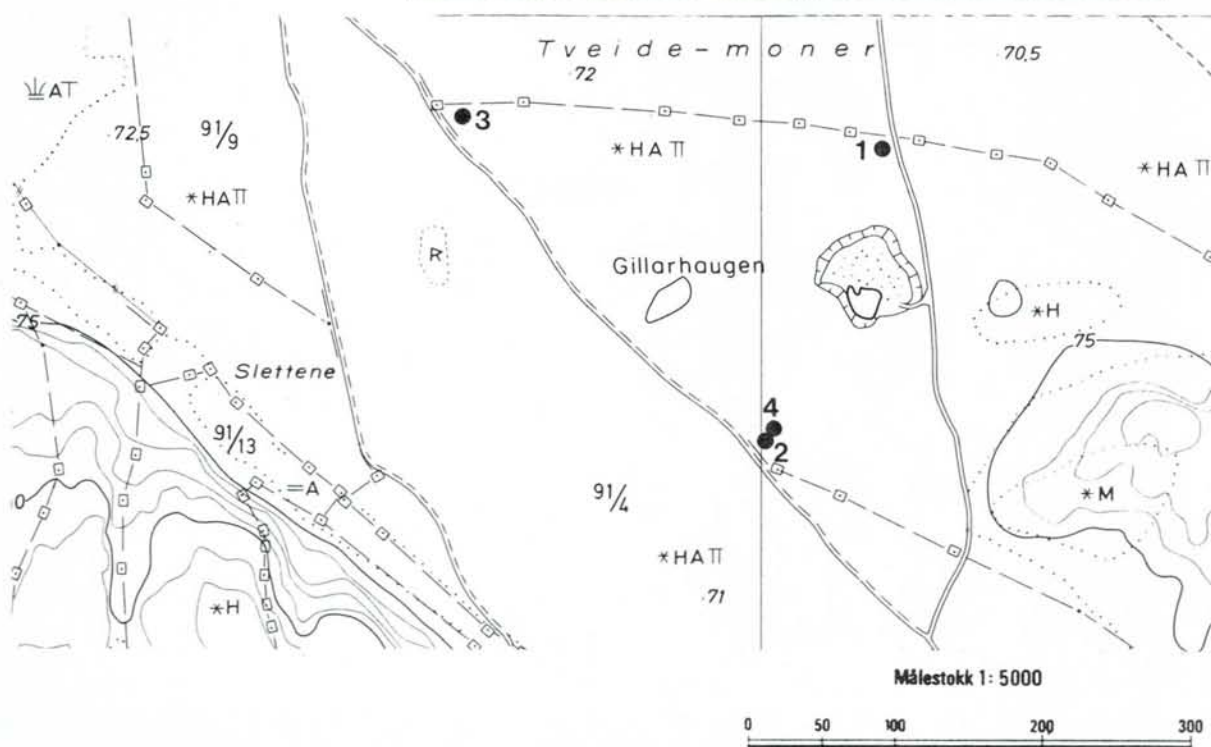 Tveide-moner
72
70,5
AT
72,5
91/9
3
*HA
1
*HA
*HA
R
Gillarhaugen
*H
75
75
Slettene
4
2
91/13
=A
91/4
*M
0
*HA
*H
71
Målestokk 1: 5000
0 50 100 200 300